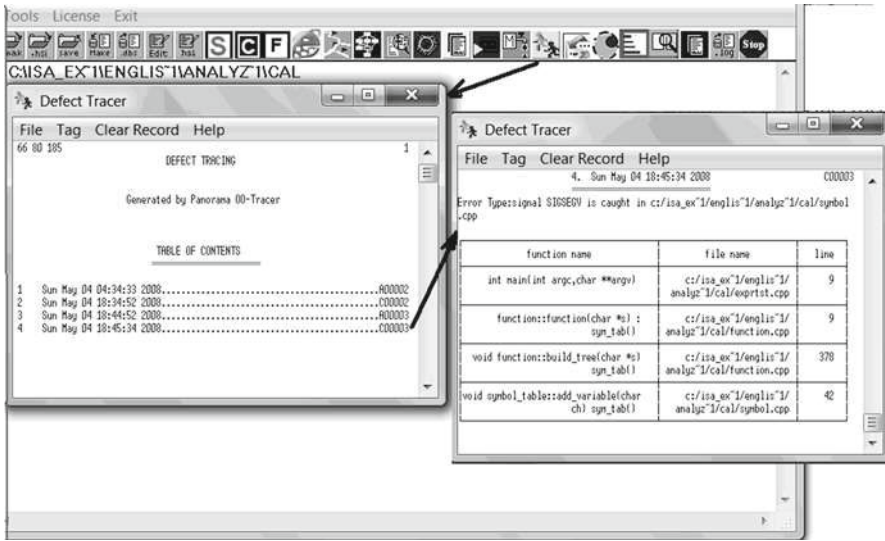 Tools License Exit
.hsi save Make .dbs Edit hsi S C F .log Stop
C:\ISA_EX~1\ENGLIS~1\ANALYZ~1\CAL
Defect Tracer
File Tag Clear Record Help
66 80 185 1
DEFECT TRACING
Generated by Panorama OO-Tracer
TABLE OF CONTENTS
1 Sun May 04 04:34:33 2008........................................A00002
2 Sun May 04 18:34:52 2008........................................C00002
3 Sun May 04 18:44:52 2008........................................A00003
4 Sun May 04 18:45:34 2008........................................C00003
Defect Tracer
File Tag Clear Record Help
4. Sun May 04 18:45:34 2008 C00003
Error Type:signal SIGSEGV is caught in c:/isa_ex~1/englis~1/analyz~1/cal/symbol
.cpp
function name file name line
int main(int argc,char **argv) c:/isa_ex~1/englis~1/ 9
analyz~1/cal/exprtst.cpp
function::function(char *s) : c:/isa_ex~1/englis~1/ 9
sym_tab() analyz~1/cal/function.cpp
void function::build_tree(char *s) c:/isa_ex~1/englis~1/ 378
sym_tab() analyz~1/cal/function.cpp
void symbol_table::add_variable(char c:/isa_ex~1/englis~1/ 42
ch) sym_tab() analyz~1/cal/symbol.cpp